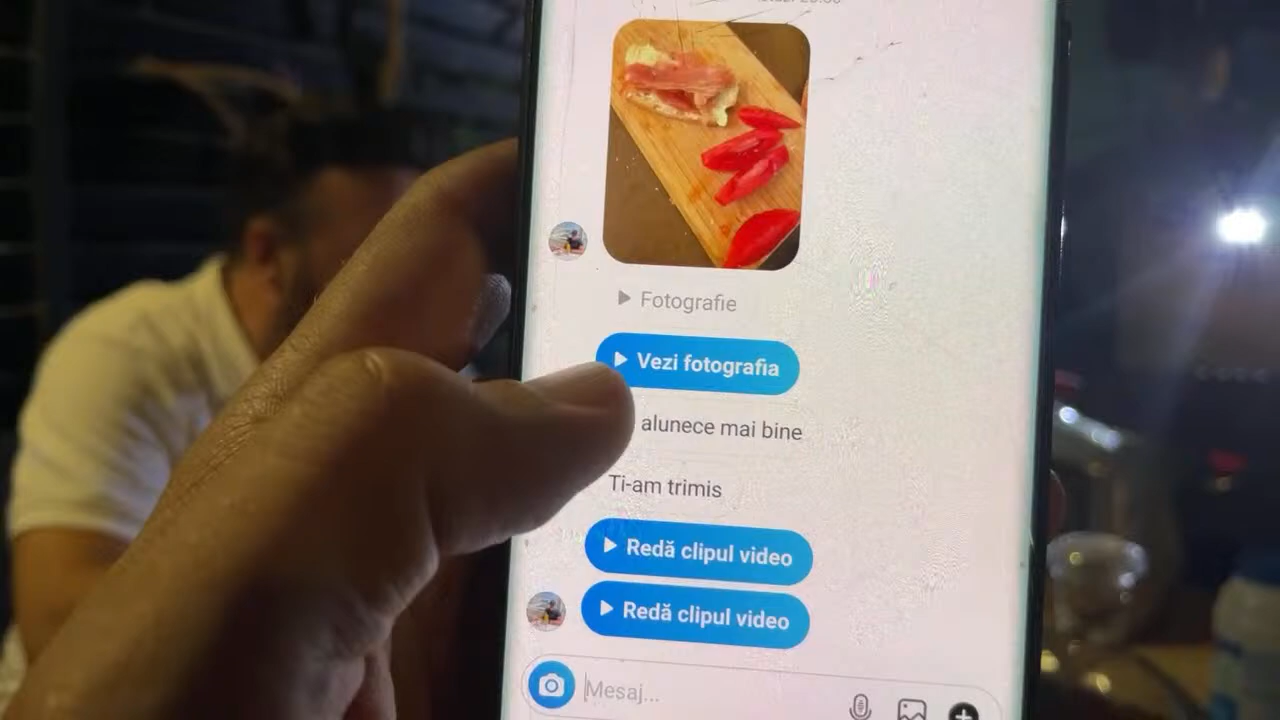 Fotografie
Vezi fotografia
alunece mai bine
Ti-am trimis
Redă clipul video
Redă clipul video
Mesaj...